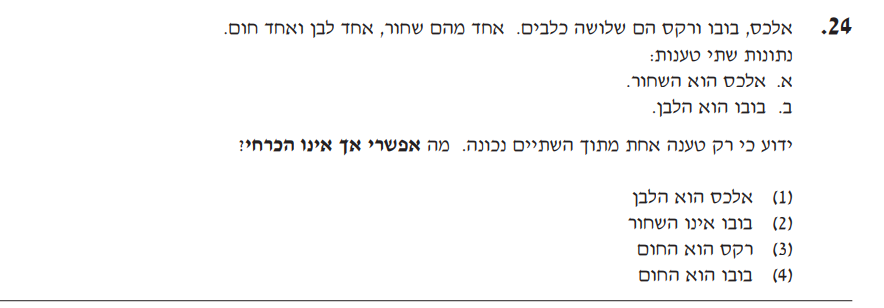 24. אלכס, בובו ורקס הם שלושה כלבים. אחד מהם שחור, אחד לבן ואחד חום.
נתונות שתי טענות:
א. אלכס הוא השחור.
ב. בובו הוא הלבן.
ידוע כי רק טענה אחת מתוך השתיים נכונה. מה אפשרי אך אינו הכרחי?
(1) אלכס הוא הלבן
(2) בובו אינו השחור
(3) רקס הוא החום
(4) בובו הוא החום